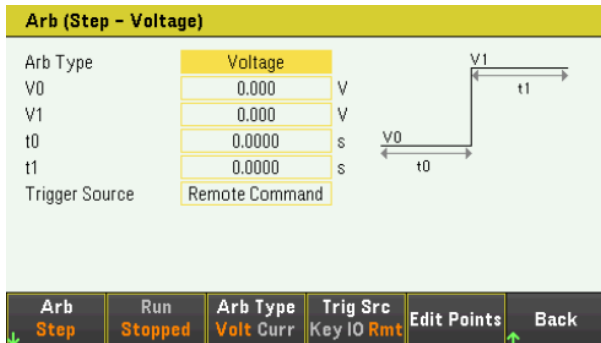 Arb (Step - Voltage)
Arb Type Voltage
V0 0.000 V
V1 0.000 V
t0 0.0000 s
t1 0.0000 s
Trigger Source Remote Command
V1
t1
V0
t0
Arb Run Arb Type Trig Src Edit Points Back
Step Stopped Volt Curr Key IO Rmt